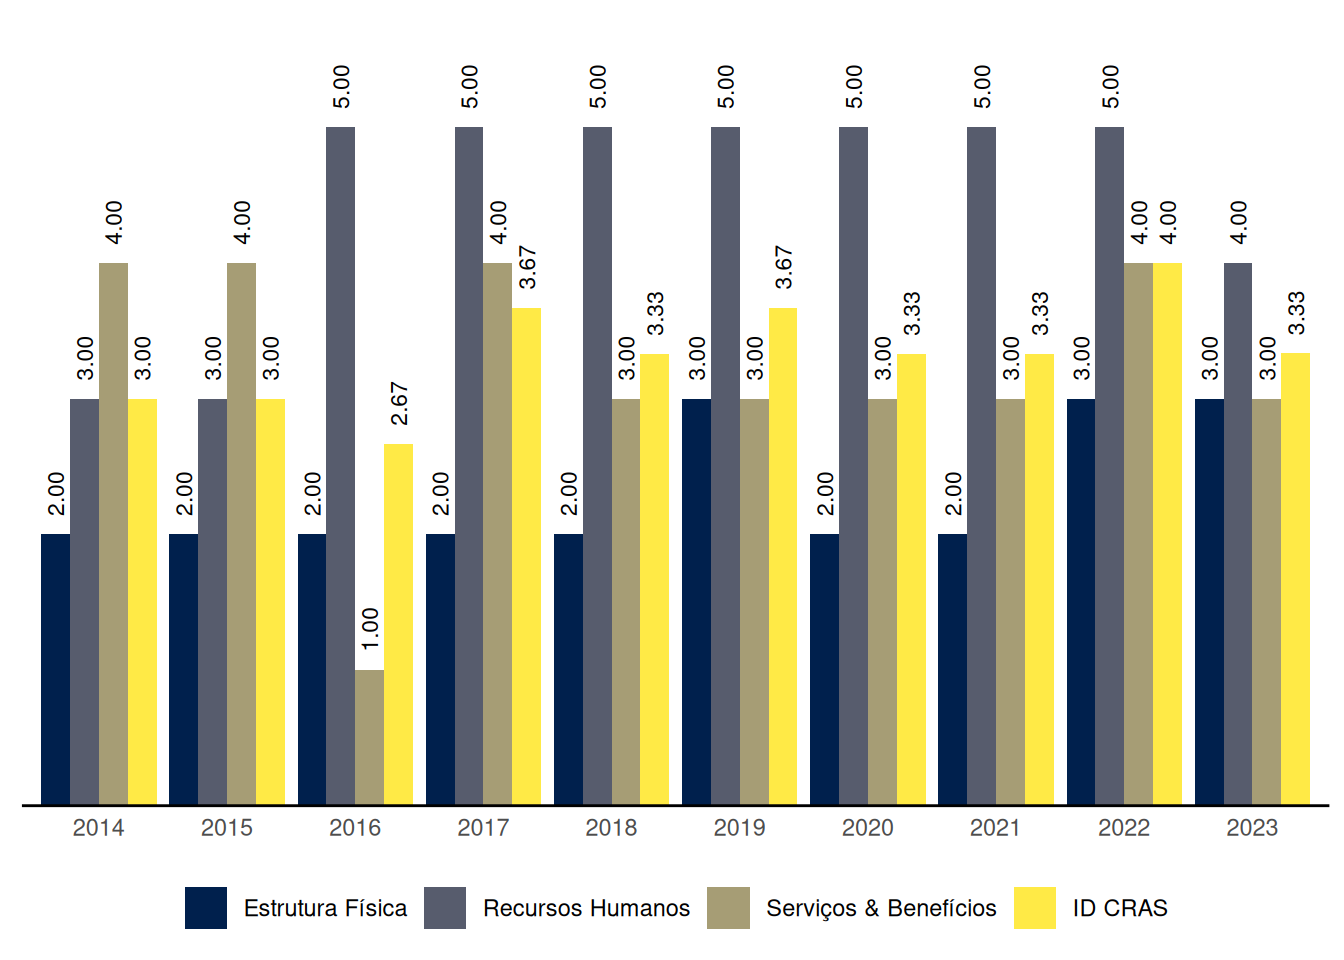 5.00 5.00 5.00 5.00 5.00 5.00 5.00
4.00 4.00 4.00 4.00 4.00 4.00
3.67 3.67
3.33 3.33 3.33 3.33
3.00 3.00 3.00 3.00 3.00 3.00 3.00 3.00 3.00 3.00 3.00 3.00
2.67
2.00 2.00 2.00 2.00 2.00 2.00 2.00
1.00
2014 2015 2016 2017 2018 2019 2020 2021 2022 2023
Estrutura Física Recursos Humanos Serviços & Benefícios ID CRAS